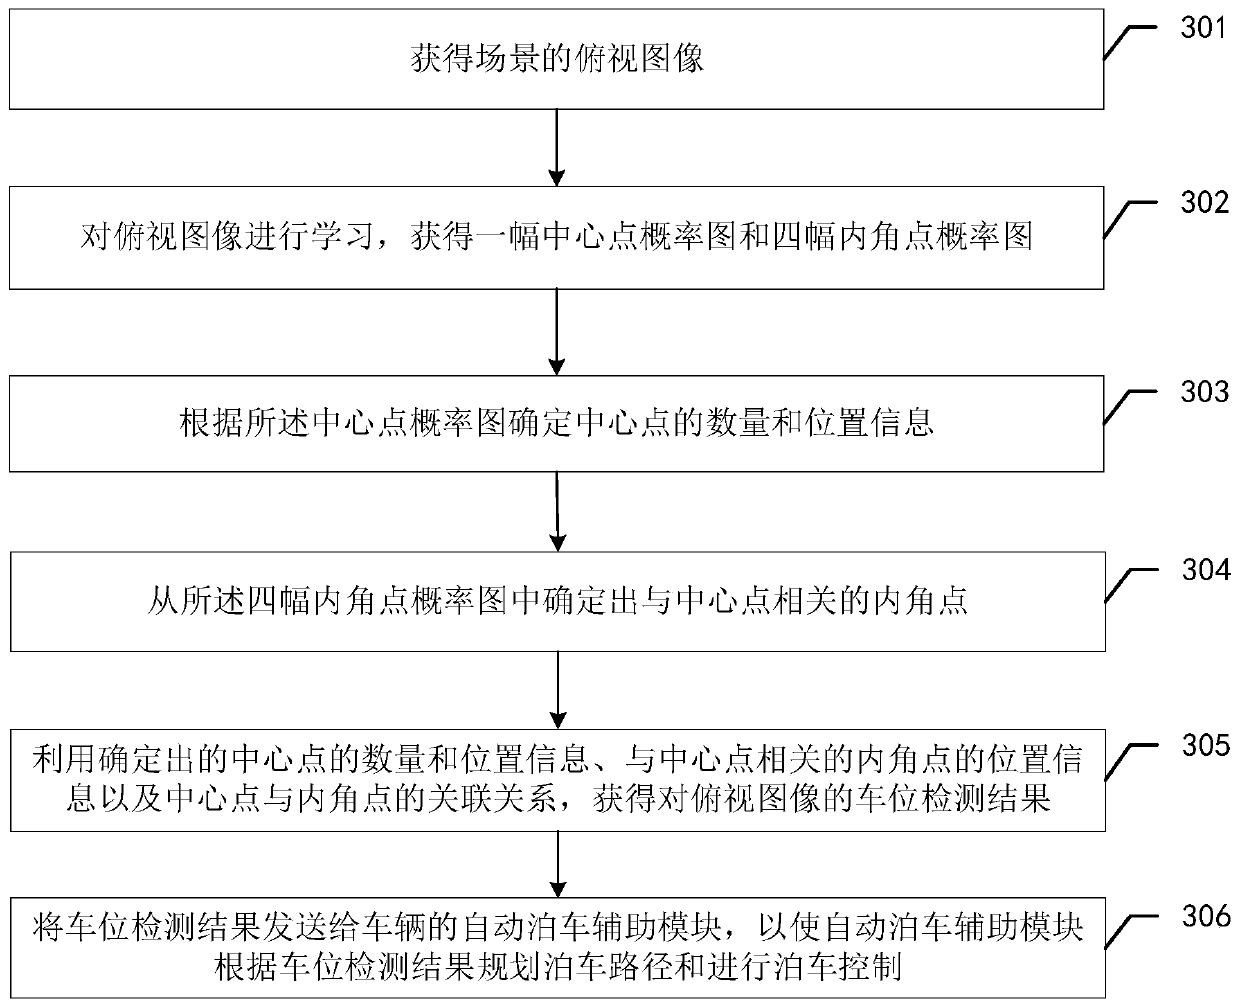 获得场景的俯视图像
301
对俯视图像进行学习，获得一幅中心点概率图和四幅内角点概率图
302
根据所述中心点概率图确定中心点的数量和位置信息
303
从所述四幅内角点概率图中确定出与中心点相关的内角点
304
利用确定出的中心点的数量和位置信息、与中心点相关的内角点的位置信
息以及中心点与内角点的关联关系，获得对俯视图像的车位检测结果
305
将车位检测结果发送给车辆的自动泊车辅助模块，以使自动泊车辅助模块
根据车位检测结果规划泊车路径和进行泊车控制
306